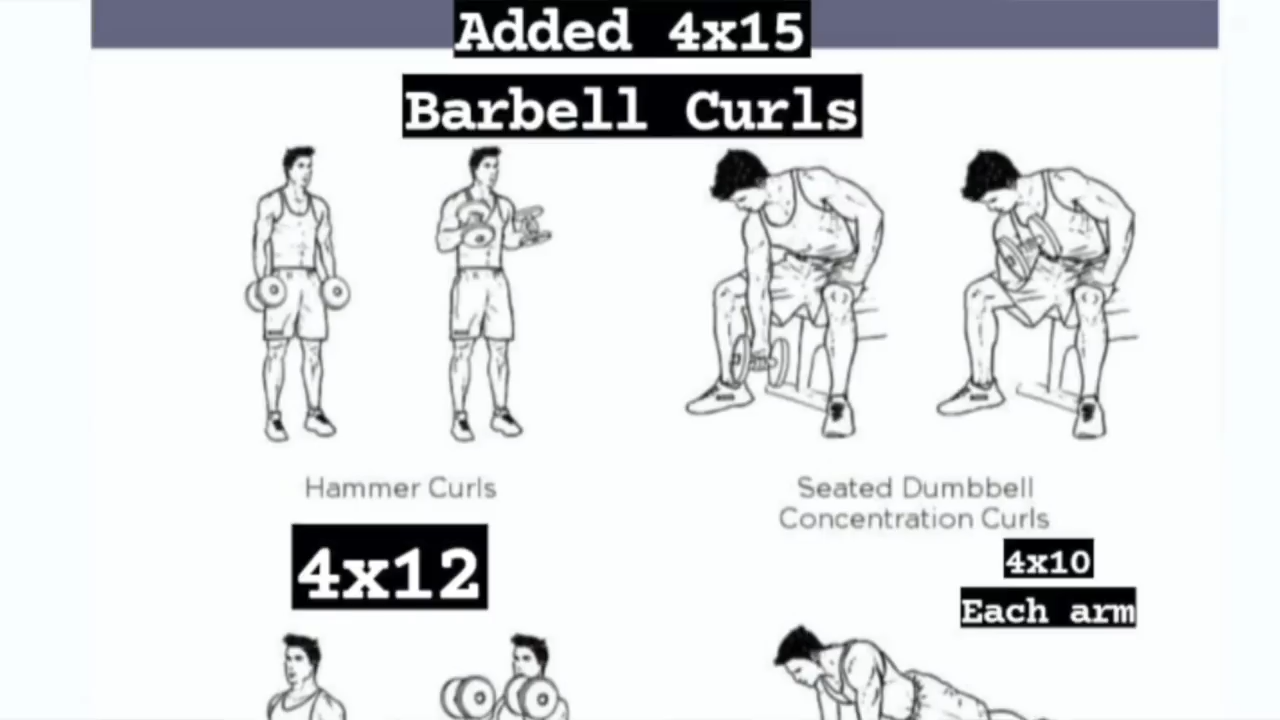 Added 4x15
Barbell Curls
Hammer Curls
Seated Dumbbell
Concentration Curls
4x12
4x10
Each arm